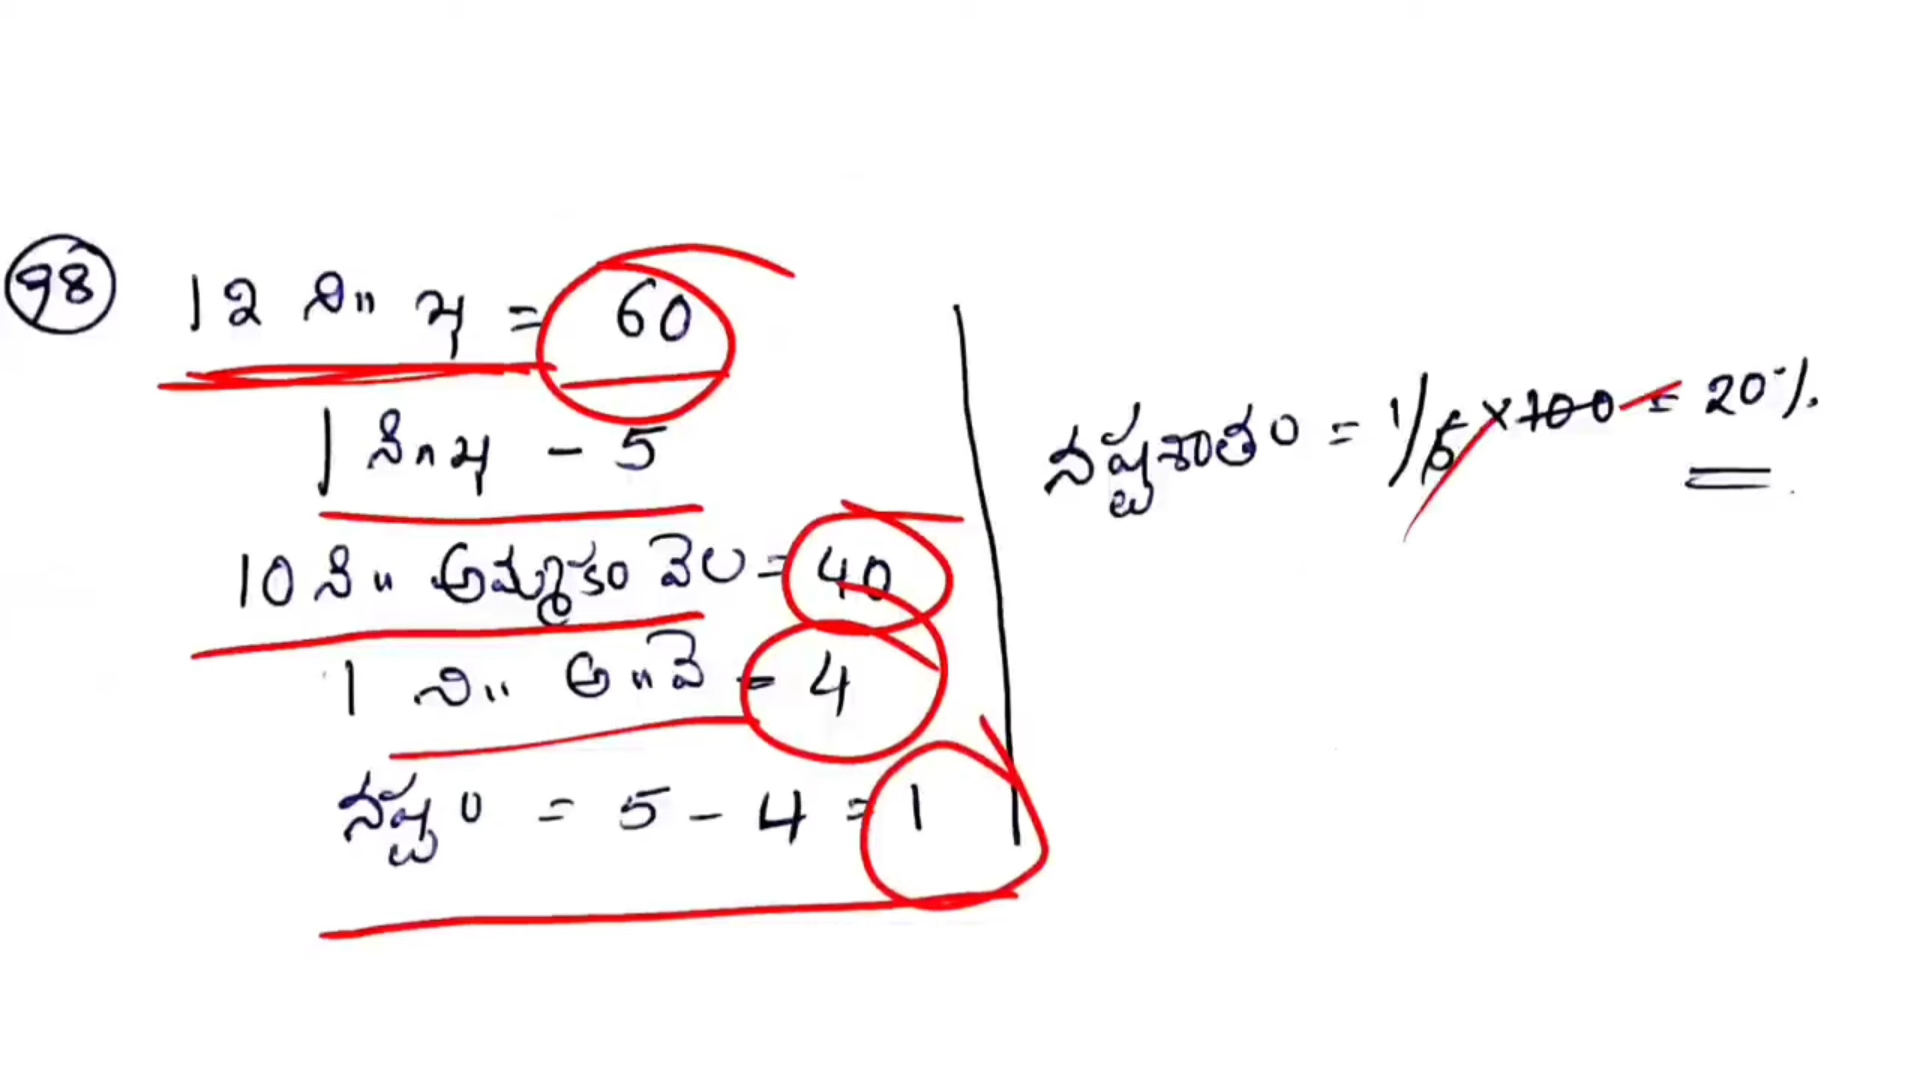 98
12 ని॥ ఖ = 60
1 ని॥ ఖ - 5
10 ని॥ అమ్మకం వెల = 40
1 ని॥ అ॥వె - 4
నష్టం = 5 - 4 = 1
నష్టశాతం = 1/5 × 100 = 20%